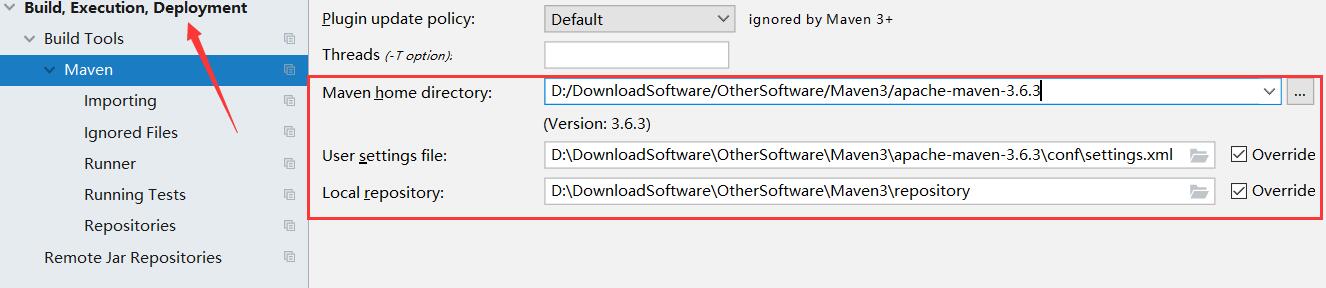 Build, Execution, Deployment
Build Tools
Maven
Importing
Ignored Files
Runner
Running Tests
Repositories
Remote Jar Repositories
Plugin update policy: Default ignored by Maven 3+
Threads (-T option):
Maven home directory: D:/DownloadSoftware/OtherSoftware/Maven3/apache-maven-3.6.3 ...
(Version: 3.6.3)
User settings file: D:\DownloadSoftware\OtherSoftware\Maven3\apache-maven-3.6.3\conf\settings.xml Override
Local repository: D:\DownloadSoftware\OtherSoftware\Maven3\repository Override